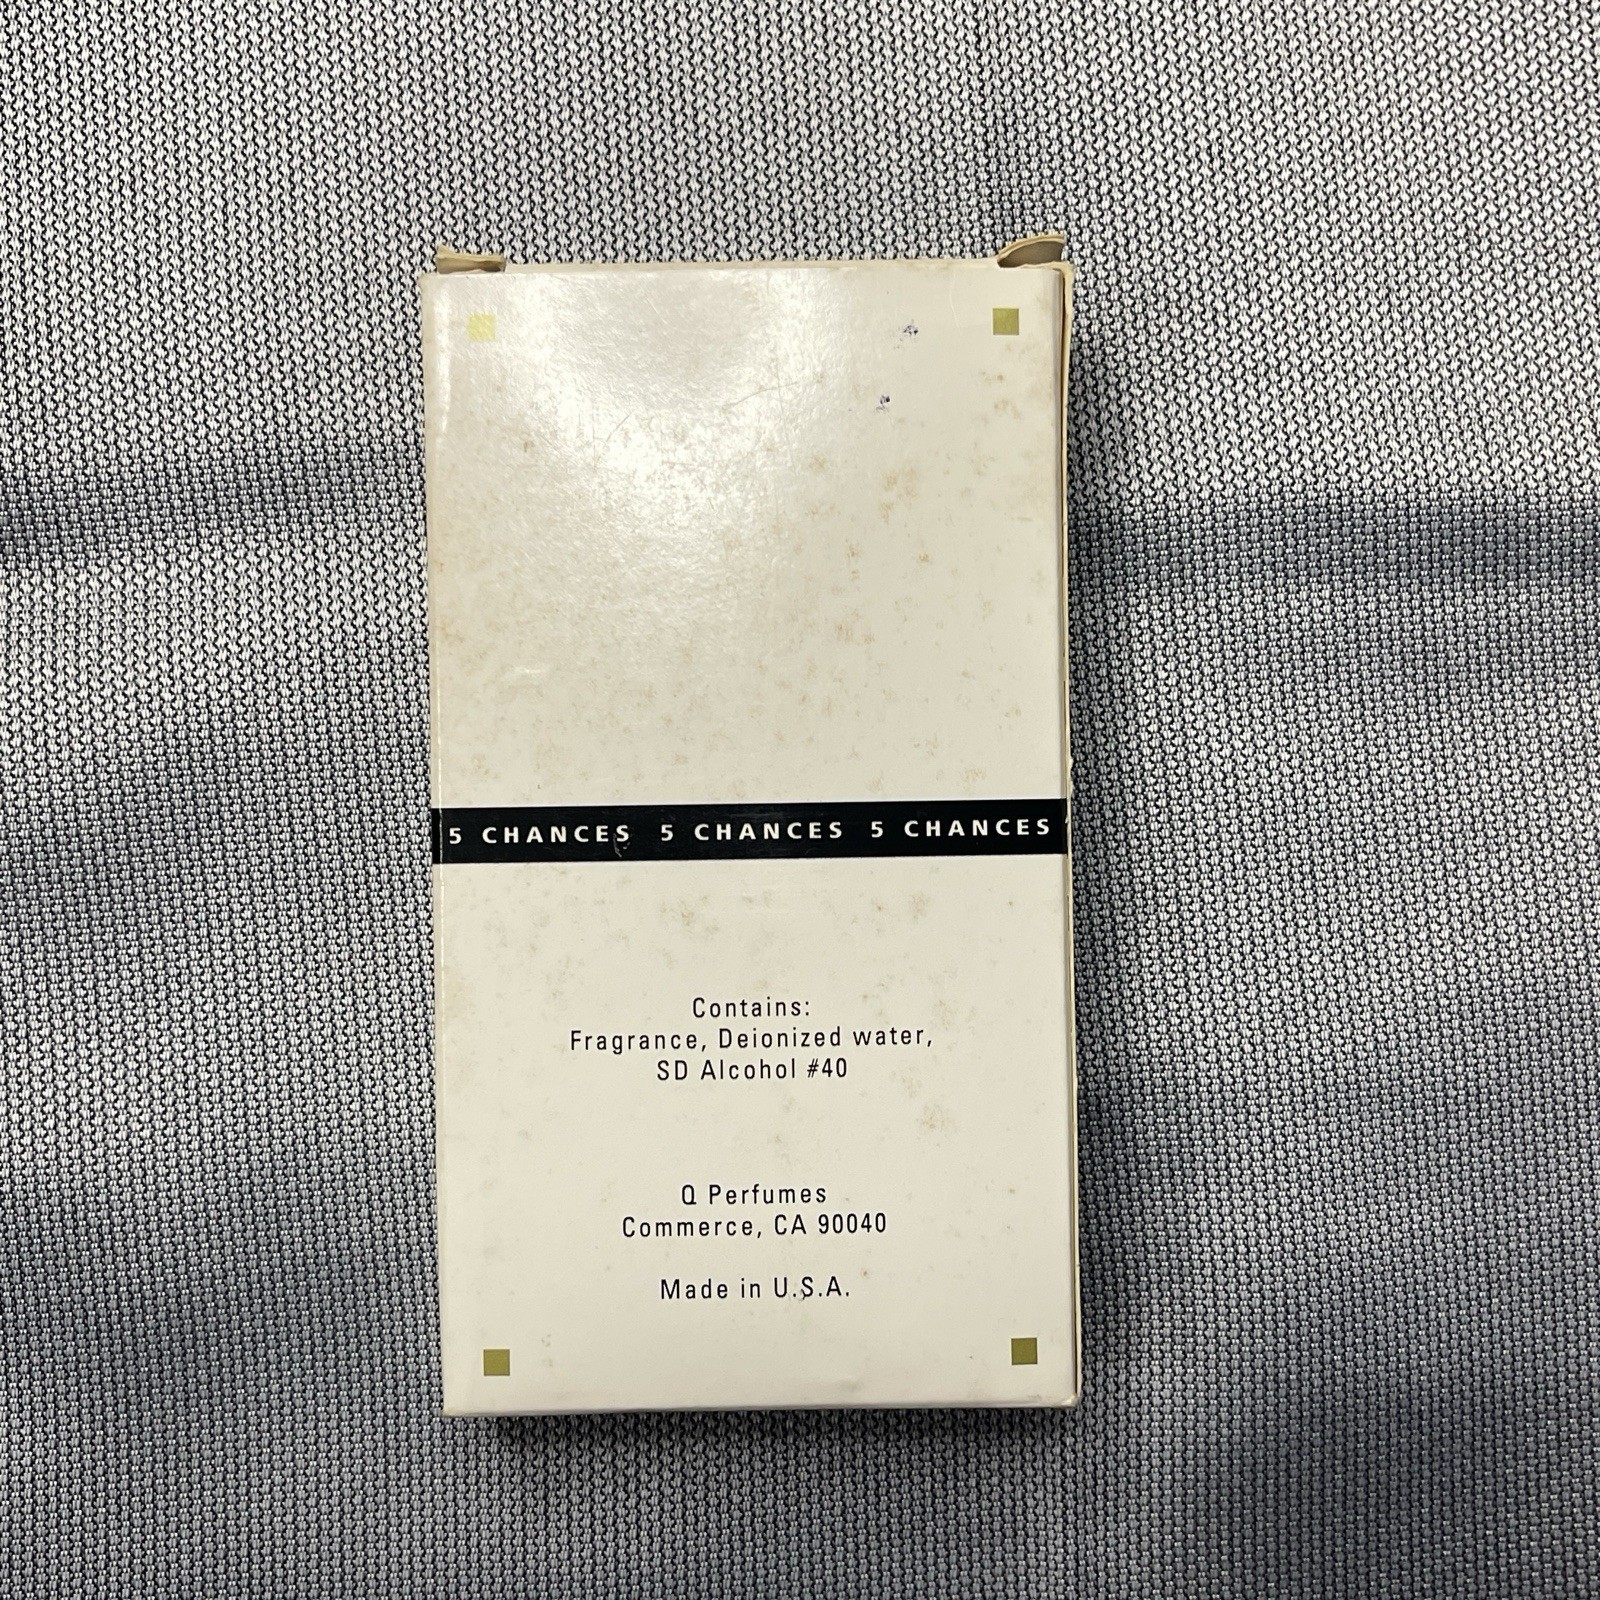 5 CHANCES 5 CHANCES 5 CHANCES
Contains:
Fragrance, Deionized water,
SD Alcohol #40
Q Perfumes
Commerce, CA 90040
Made in U.S.A.